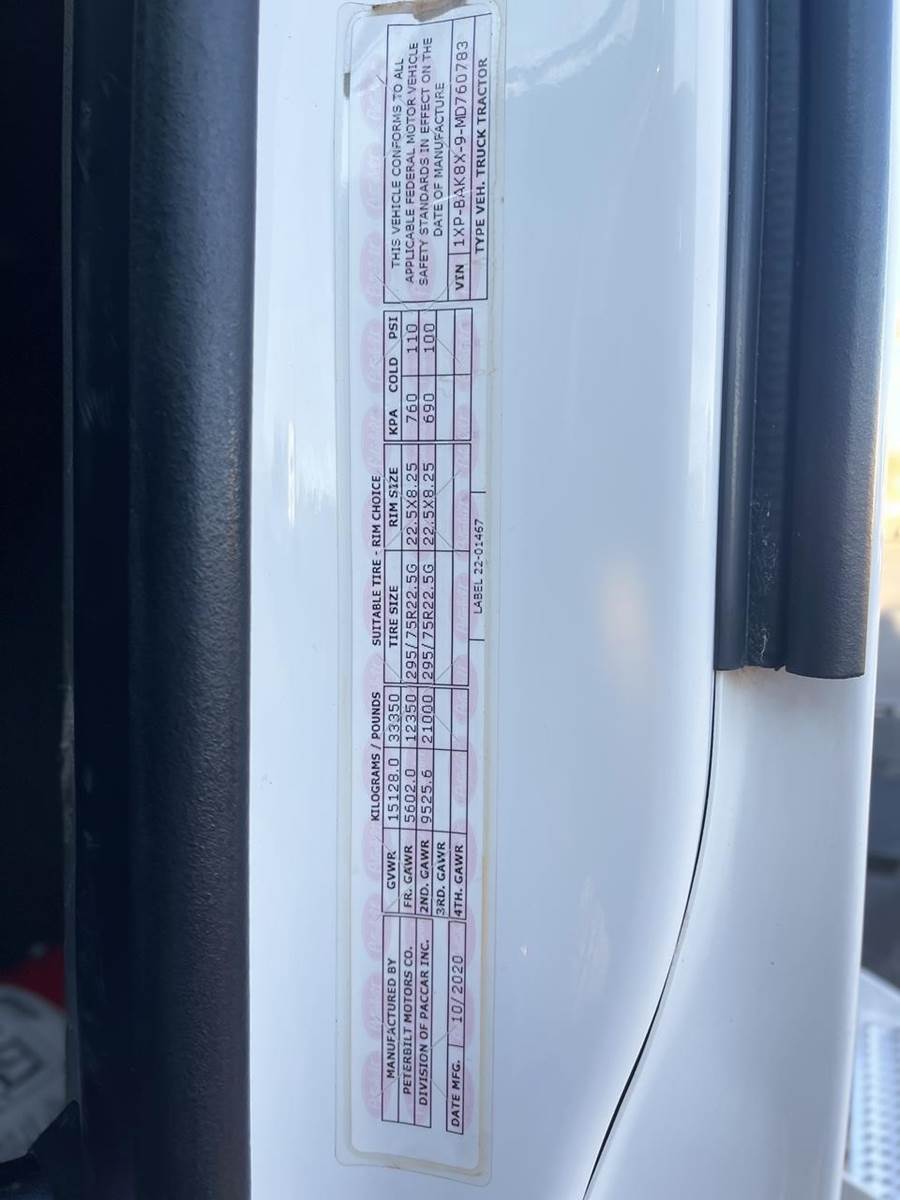 KILOGRAMS / POUNDS SUITABLE TIRE - RIM CHOICE
MANUFACTURED BY GVWR 15128.0 33350 TIRE SIZE RIM SIZE KPA COLD PSI
PETERBILT MOTORS CO. FR. GAWR 5602.0 12350 295/75R22.5G 22.5X8.25 760 110
DIVISION OF PACCAR INC. 2ND. GAWR 9525.6 21000 295/75R22.5G 22.5X8.25 690 100
3RD. GAWR
DATE MFG. 10/2020 4TH. GAWR
LABEL 22-01467
THIS VEHICLE CONFORMS TO ALL
APPLICABLE FEDERAL MOTOR VEHICLE
SAFETY STANDARDS IN EFFECT ON THE
DATE OF MANUFACTURE
VIN 1XP-BAK8X-9-MD760783
TYPE VEH. TRUCK TRACTOR